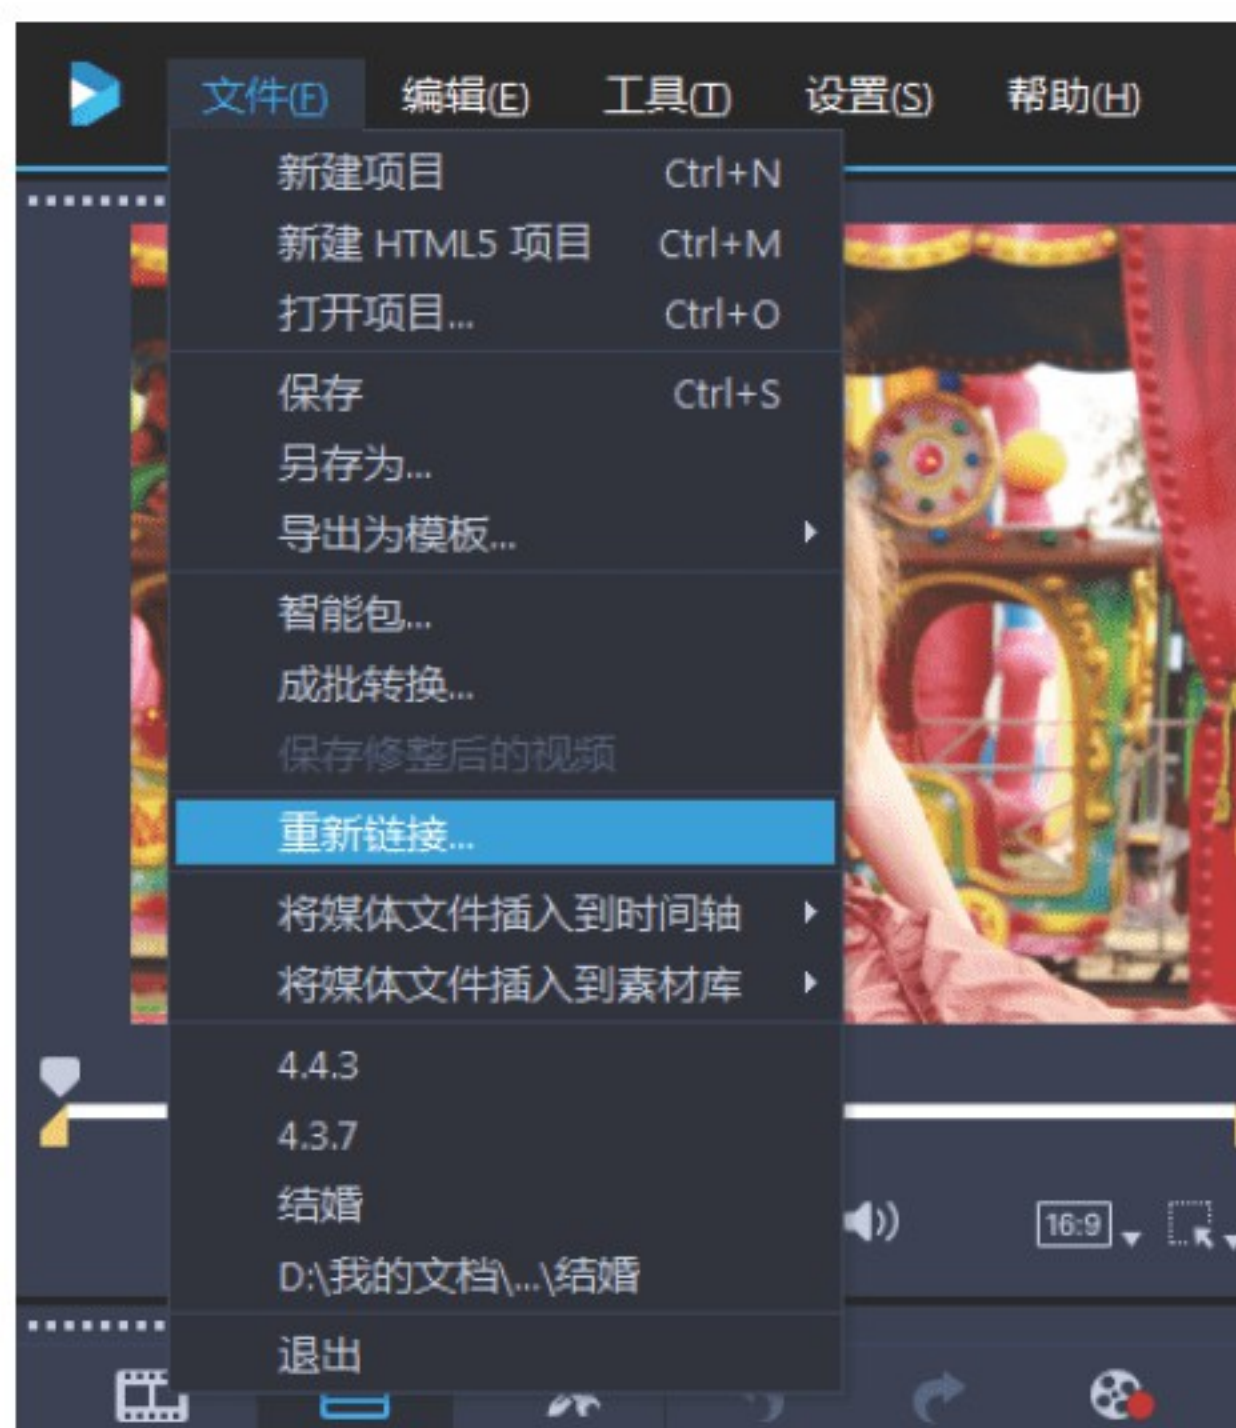 文件(F) 编辑(E) 工具(T) 设置(S) 帮助(H)
新建项目 Ctrl+N
新建 HTML5 项目 Ctrl+M
打开项目... Ctrl+O
保存 Ctrl+S
另存为...
导出为模板...
智能包...
成批转换...
保存修整后的视频
重新链接...
将媒体文件插入到时间轴
将媒体文件插入到素材库
4.4.3
4.3.7
结婚
16:9
D:\我的文档\...\结婚
退出